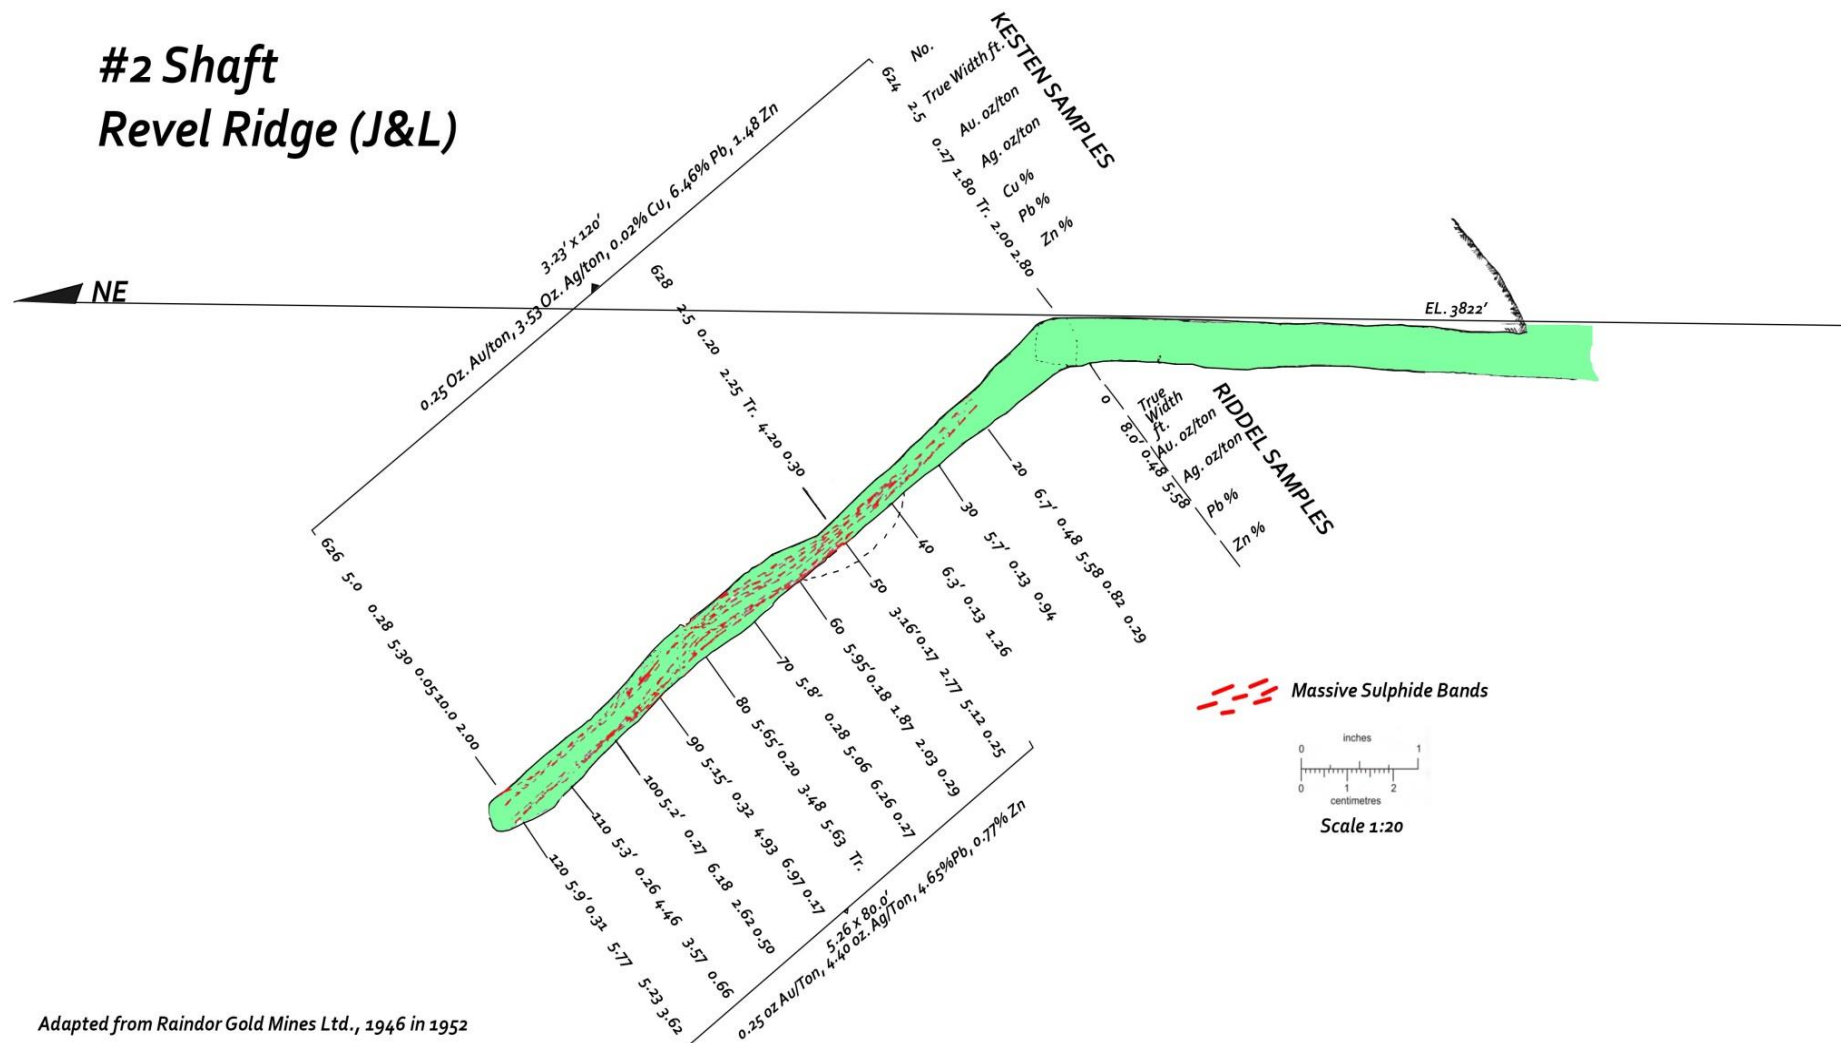 #2 Shaft
Revel Ridge (J&L)
KESTEN SAMPLES
No.
True Width ft.
Au. oz/ton
Ag. oz/ton
Cu %
Pb %
Zn %
624 2.5 0.27 1.80 Tr. 2.00 2.80
3.23' x 120'
0.25 Oz. Au/ton, 3.53 Oz. Ag/ton, 0.02% Cu, 6.46% Pb, 1.48 Zn
628 2.5 0.20 2.25 Tr. 4.20 0.30
626 5.0 0.28 5.30 0.05 10.0 2.00
NE
EL. 3822'
RIDDEL SAMPLES
True
Width
ft.
Au. oz/ton
Ag. oz/ton
Pb %
Zn %
0 8.0' 0.48 5.58
20 6.7' 0.48 5.58 0.82 0.29
30 5.7' 0.13 0.94
40 6.3' 0.13 1.26
50 3.16' 0.17 2.77 5.12 0.25
60 5.95' 0.18 1.87 2.03 0.29
70 5.8' 0.28 5.06 6.26 0.27
80 5.65' 0.20 3.48 5.63 Tr.
90 5.15' 0.32 4.93 6.97 0.17
100 5.2' 0.27 6.18 2.62 0.50
110 5.3' 0.26 4.46 3.57 0.66
120 5.9' 0.31 5.77 5.23 3.62
5.26 x 80.0'
0.25 oz Au/Ton, 4.40 oz. Ag/Ton, 4.65%Pb, 0.77% Zn
Massive Sulphide Bands
inches
0 1
0 1 2
centimetres
Scale 1:20
Adapted from Raindor Gold Mines Ltd., 1946 in 1952